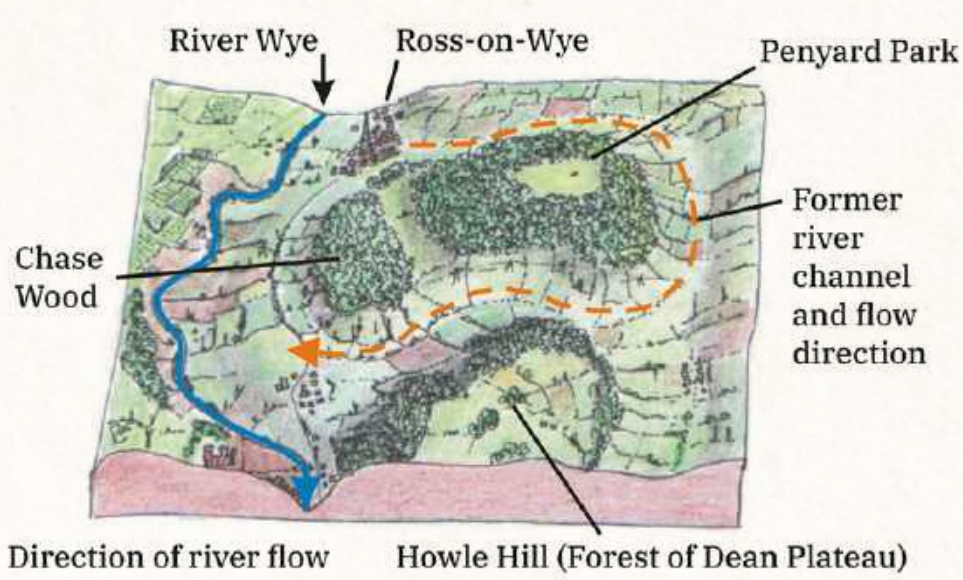 River Wye
Ross-on-Wye
Penyard Park
Former
river
channel
and flow
direction
Chase
Wood
Direction of river flow
Howle Hill (Forest of Dean Plateau)